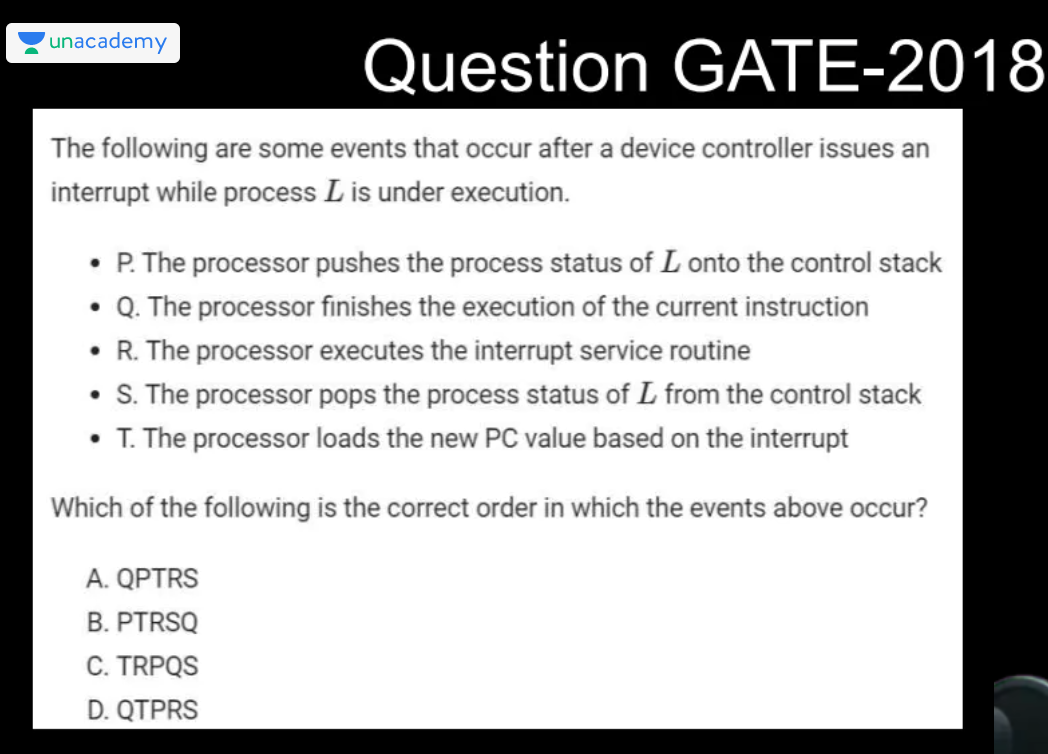 unacademy
Question GATE-2018
The following are some events that occur after a device controller issues an
interrupt while process L is under execution.
• P. The processor pushes the process status of L onto the control stack
• Q. The processor finishes the execution of the current instruction
• R. The processor executes the interrupt service routine
• S. The processor pops the process status of L from the control stack
• T. The processor loads the new PC value based on the interrupt
Which of the following is the correct order in which the events above occur?
A. QPTRS
B. PTRSQ
C. TRPQS
D. QTPRS